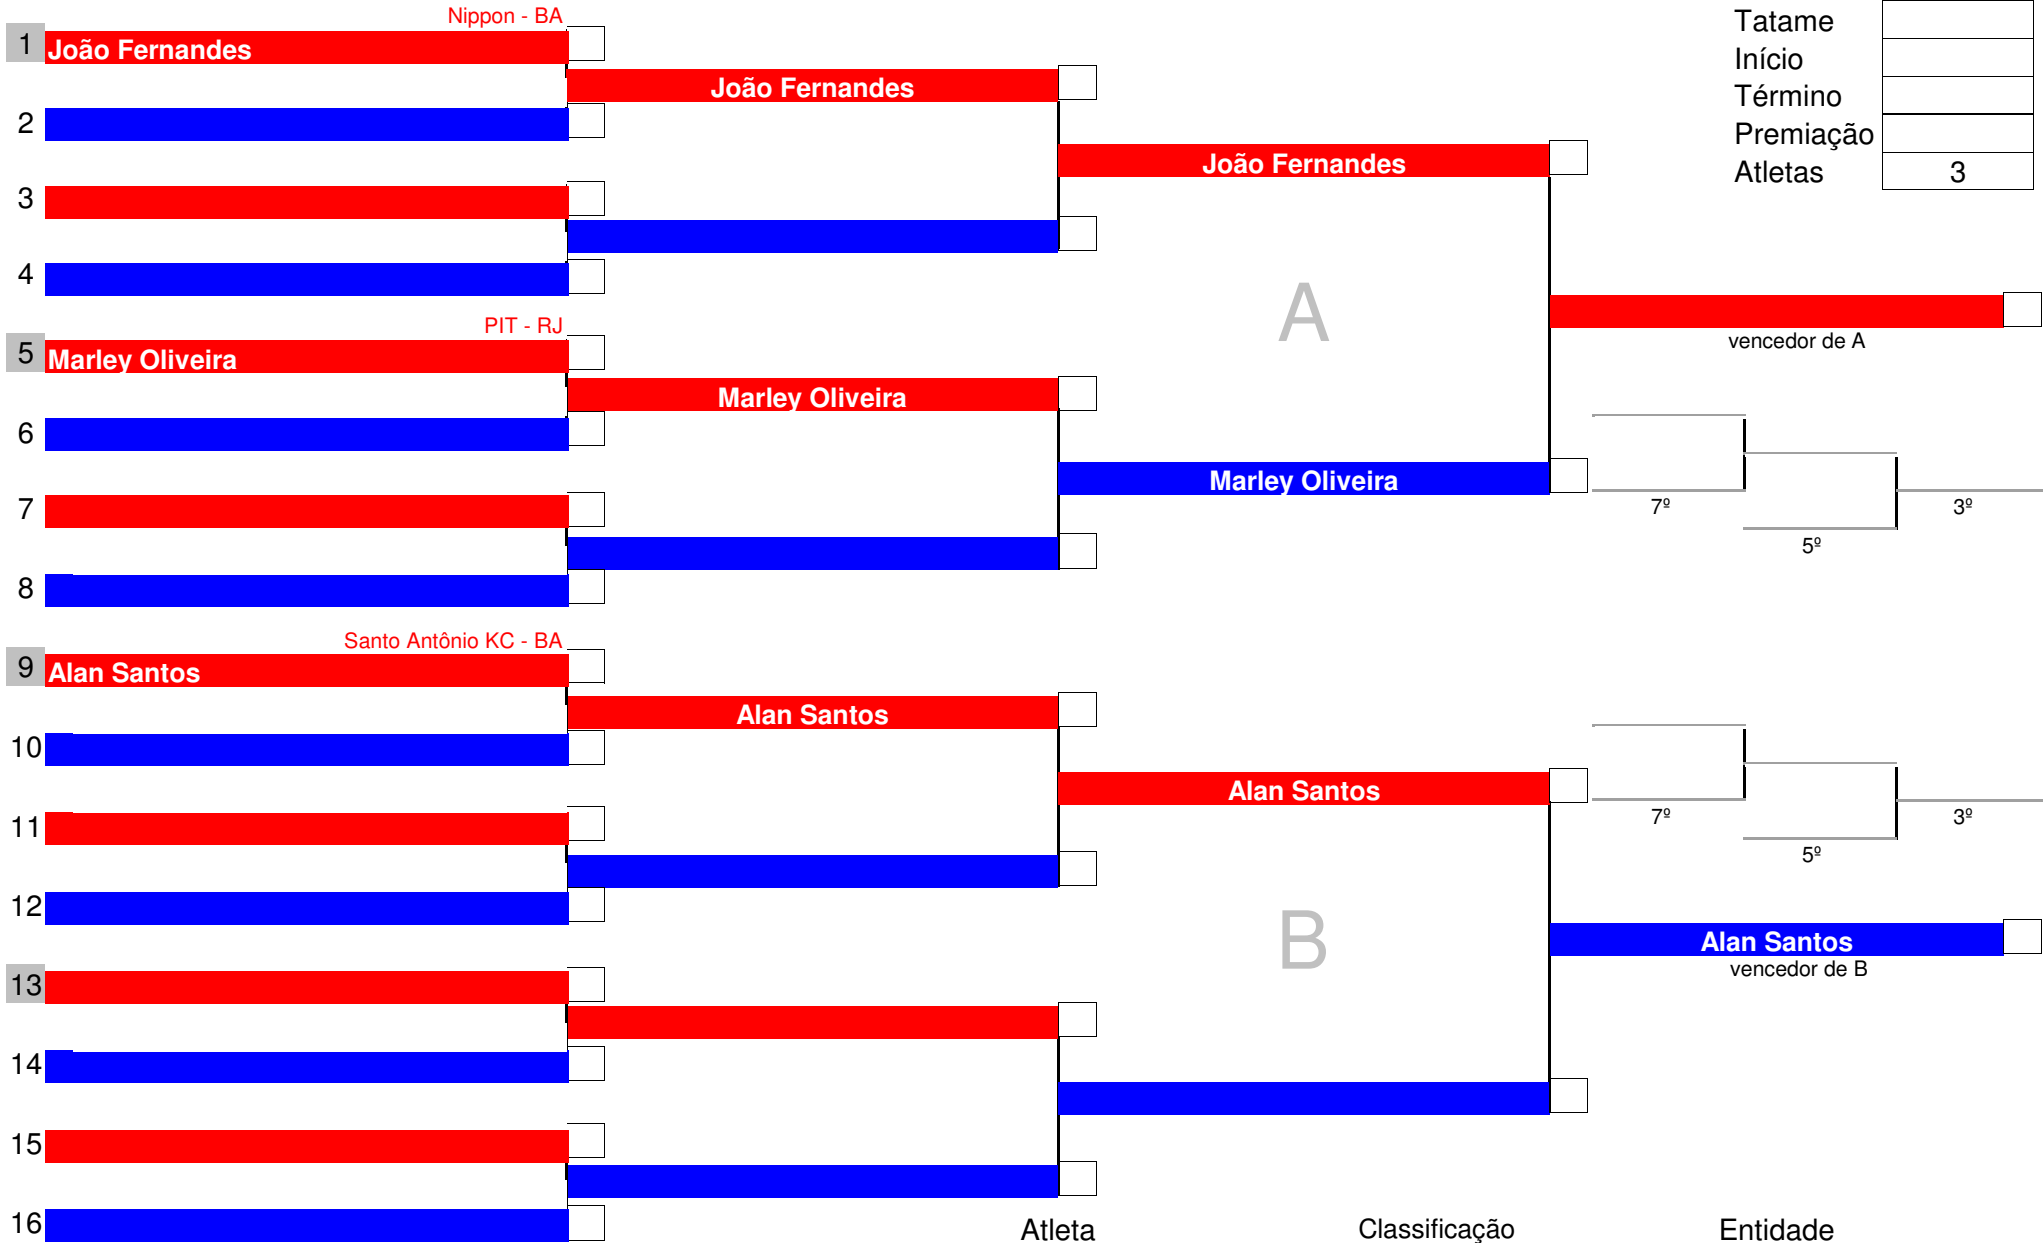 Nippon - BA
1 João Fernandes
João Fernandes
2
João Fernandes
3
4
A
PIT - RJ
5 Marley Oliveira
vencedor de A
Marley Oliveira
6
Marley Oliveira
7
7º
3º
5º
8
Santo Antônio KC - BA
9 Alan Santos
Alan Santos
10
Alan Santos
11
7º
3º
5º
12
B
Alan Santos
vencedor de B
13
14
15
16
Tatame
Início
Término
Premiação
Atletas 3
Atleta Classificação Entidade